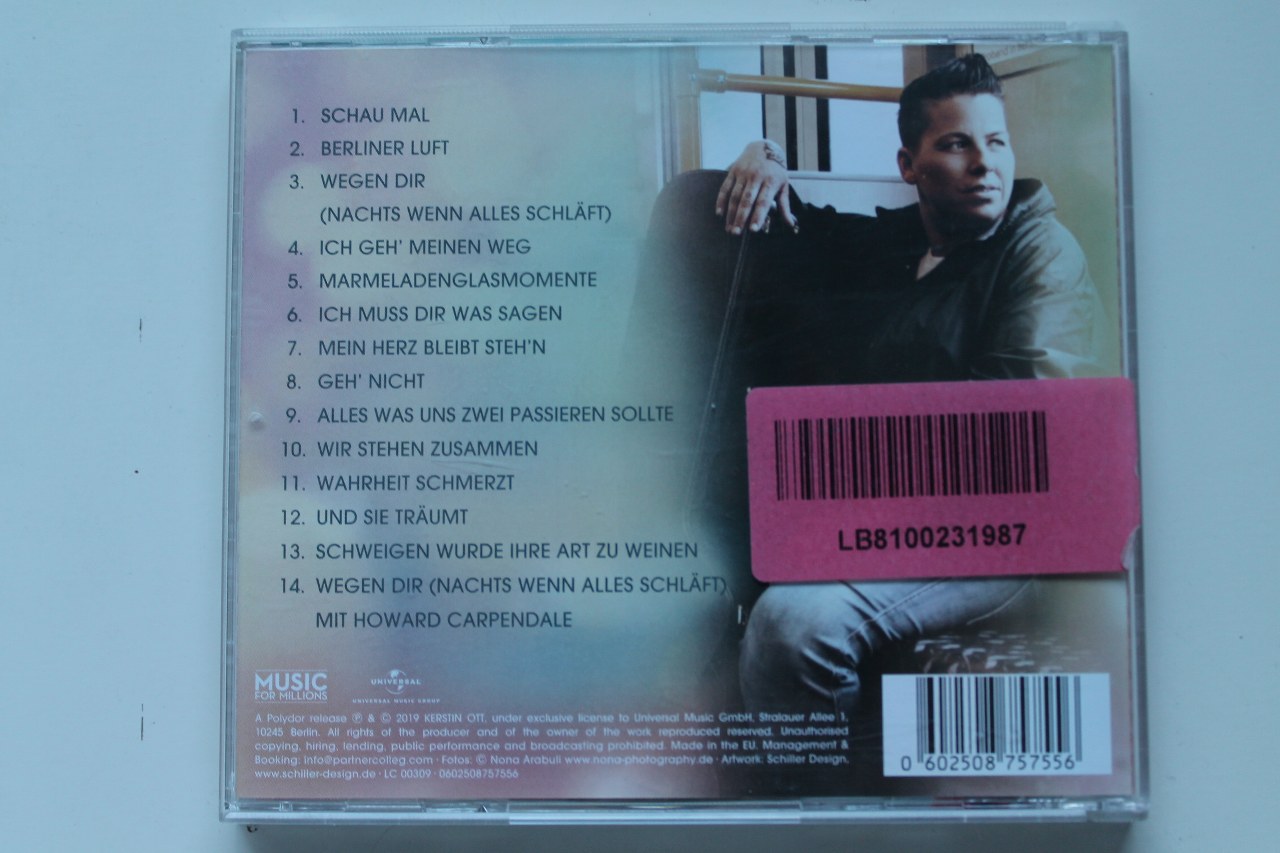 1. SCHAU MAL
2. BERLINER LUFT
3. WEGEN DIR
(NACHTS WENN ALLES SCHLÄFT)
4. ICH GEH' MEINEN WEG
5. MARMELADENGLASMOMENTE
6. ICH MUSS DIR WAS SAGEN
7. MEIN HERZ BLEIBT STEH'N
8. GEH' NICHT
9. ALLES WAS UNS ZWEI PASSIEREN SOLLTE
10. WIR STEHEN ZUSAMMEN
11. WAHRHEIT SCHMERZT
12. UND SIE TRÄUMT
13. SCHWEIGEN WURDE IHRE ART ZU WEINEN
14. WEGEN DIR (NACHTS WENN ALLES SCHLÄFT)
MIT HOWARD CARPENDALE
LB8100231987
MUSIC
FOR MILLIONS
UNIVERSAL
UNIVERSAL MUSIC GROUP
A Polydor release ℗ & © 2019 KERSTIN OTT, under exclusive license to Universal Music GmbH, Stralauer Allee 1,
10245 Berlin. All rights of the producer and of the owner of the work reproduced reserved. Unauthorised
copying, hiring, lending, public performance and broadcasting prohibited. Made in the EU. Management &
Booking: info@partnercolleg.com · Fotos: © Nona Arabuli www.nona-photography.de · Artwork: Schiller Design,
www.schiller-design.de · LC 00309 · 0602508757556
0 602508 757556